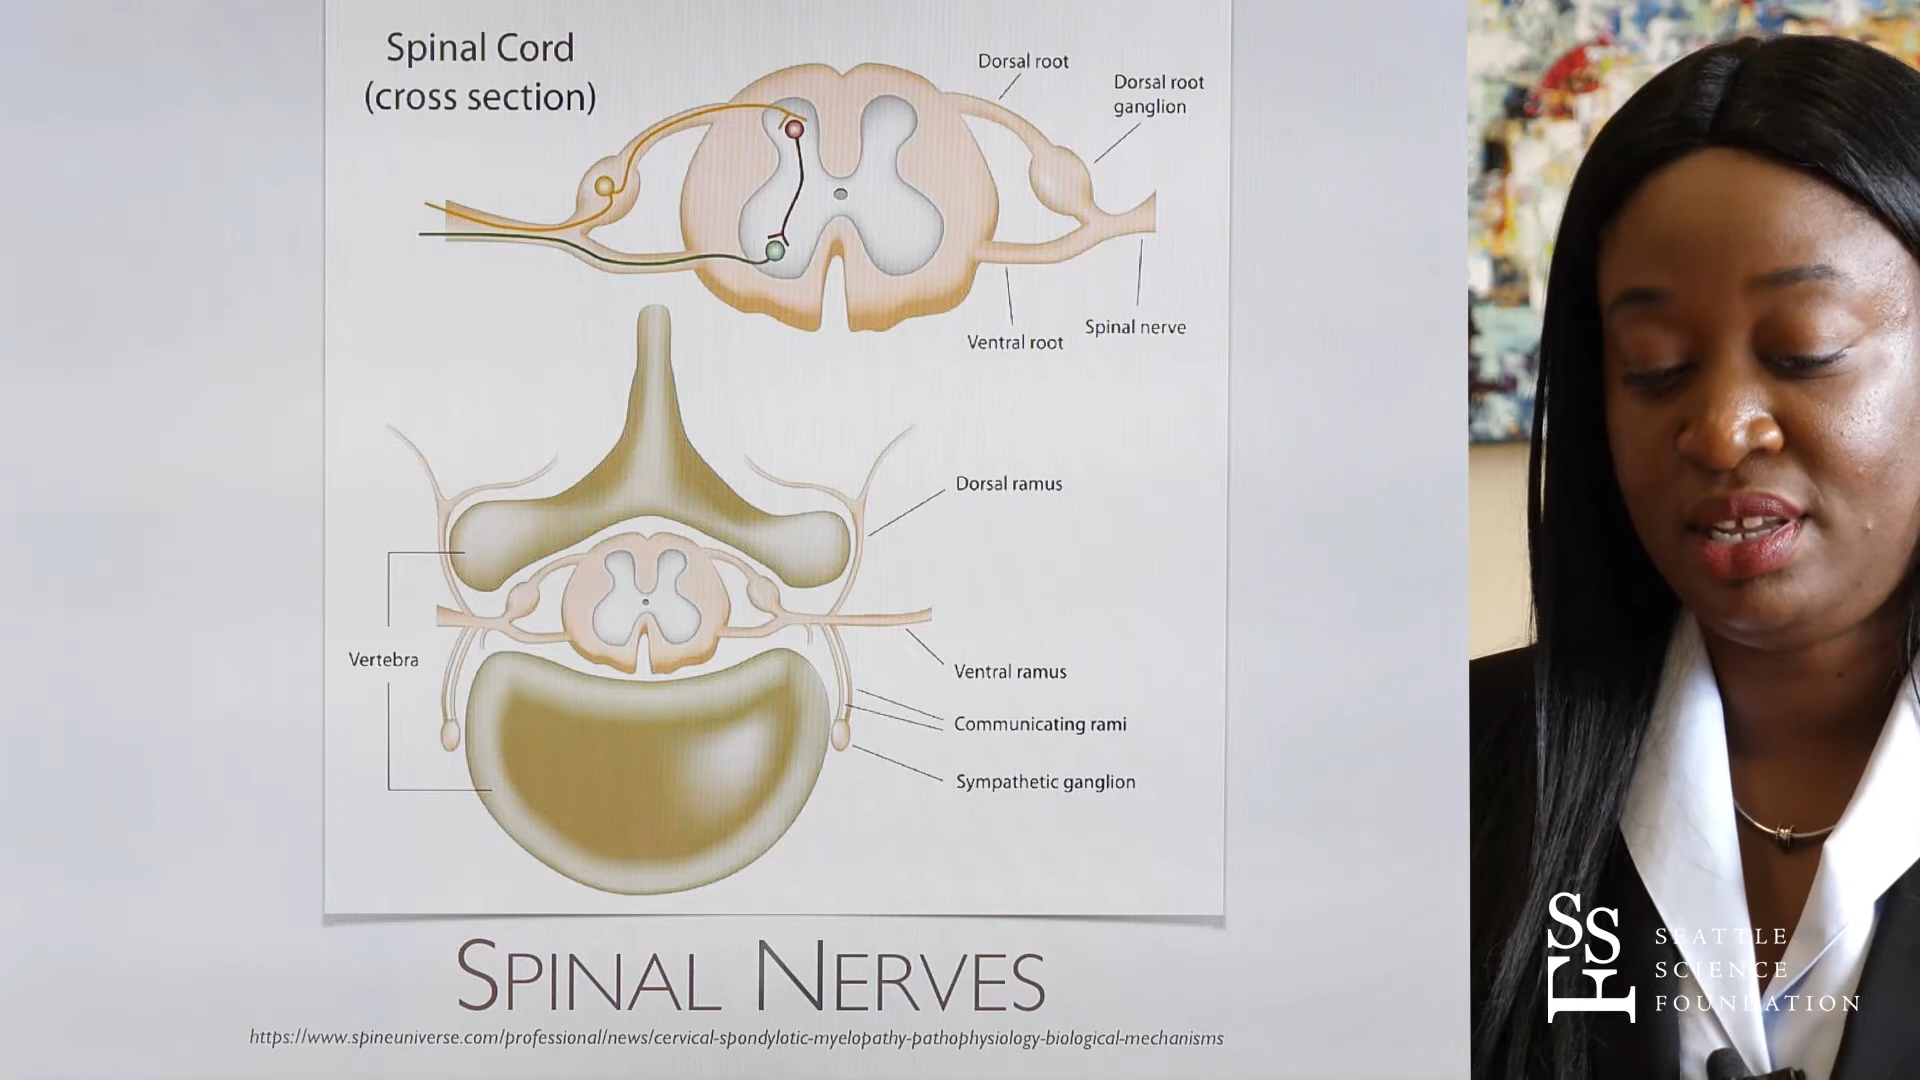 Spinal Cord
(cross section)
Dorsal root
Dorsal root
ganglion
Ventral root
Spinal nerve
Dorsal ramus
Vertebra
Ventral ramus
Communicating rami
Sympathetic ganglion
SPINAL NERVES
https://www.spineuniverse.com/professional/news/cervical-spondylotic-myelopathy-pathophysiology-biological-mechanisms
SSF
SEATTLE
SCIENCE
FOUNDATION